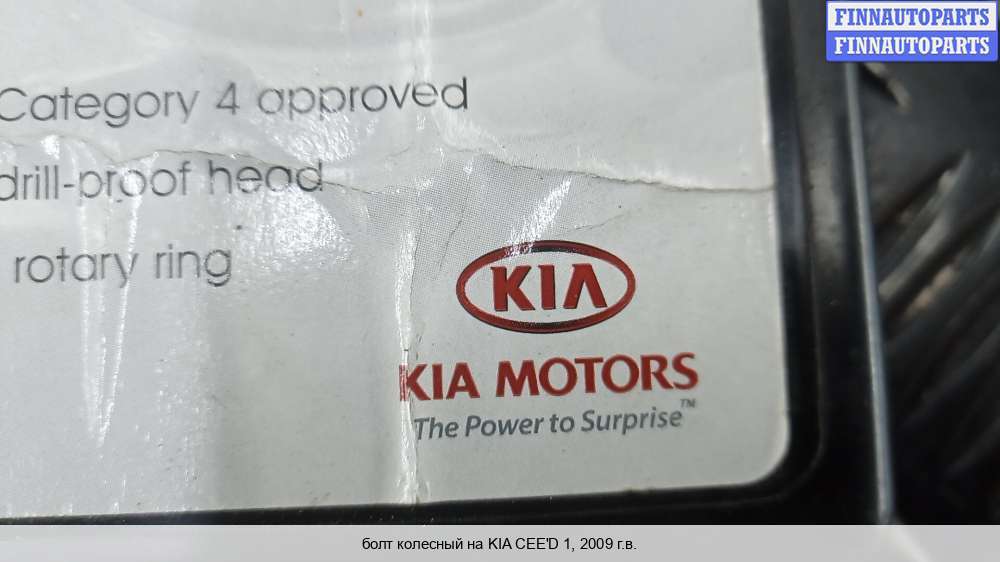 FINNAUTOPARTS
FINNAUTOPARTS
Category 4 approved
drill-proof head
rotary ring
KIA
KIA MOTORS
The Power to Surprise™
болт колесный на KIA CEE'D 1, 2009 г.в.